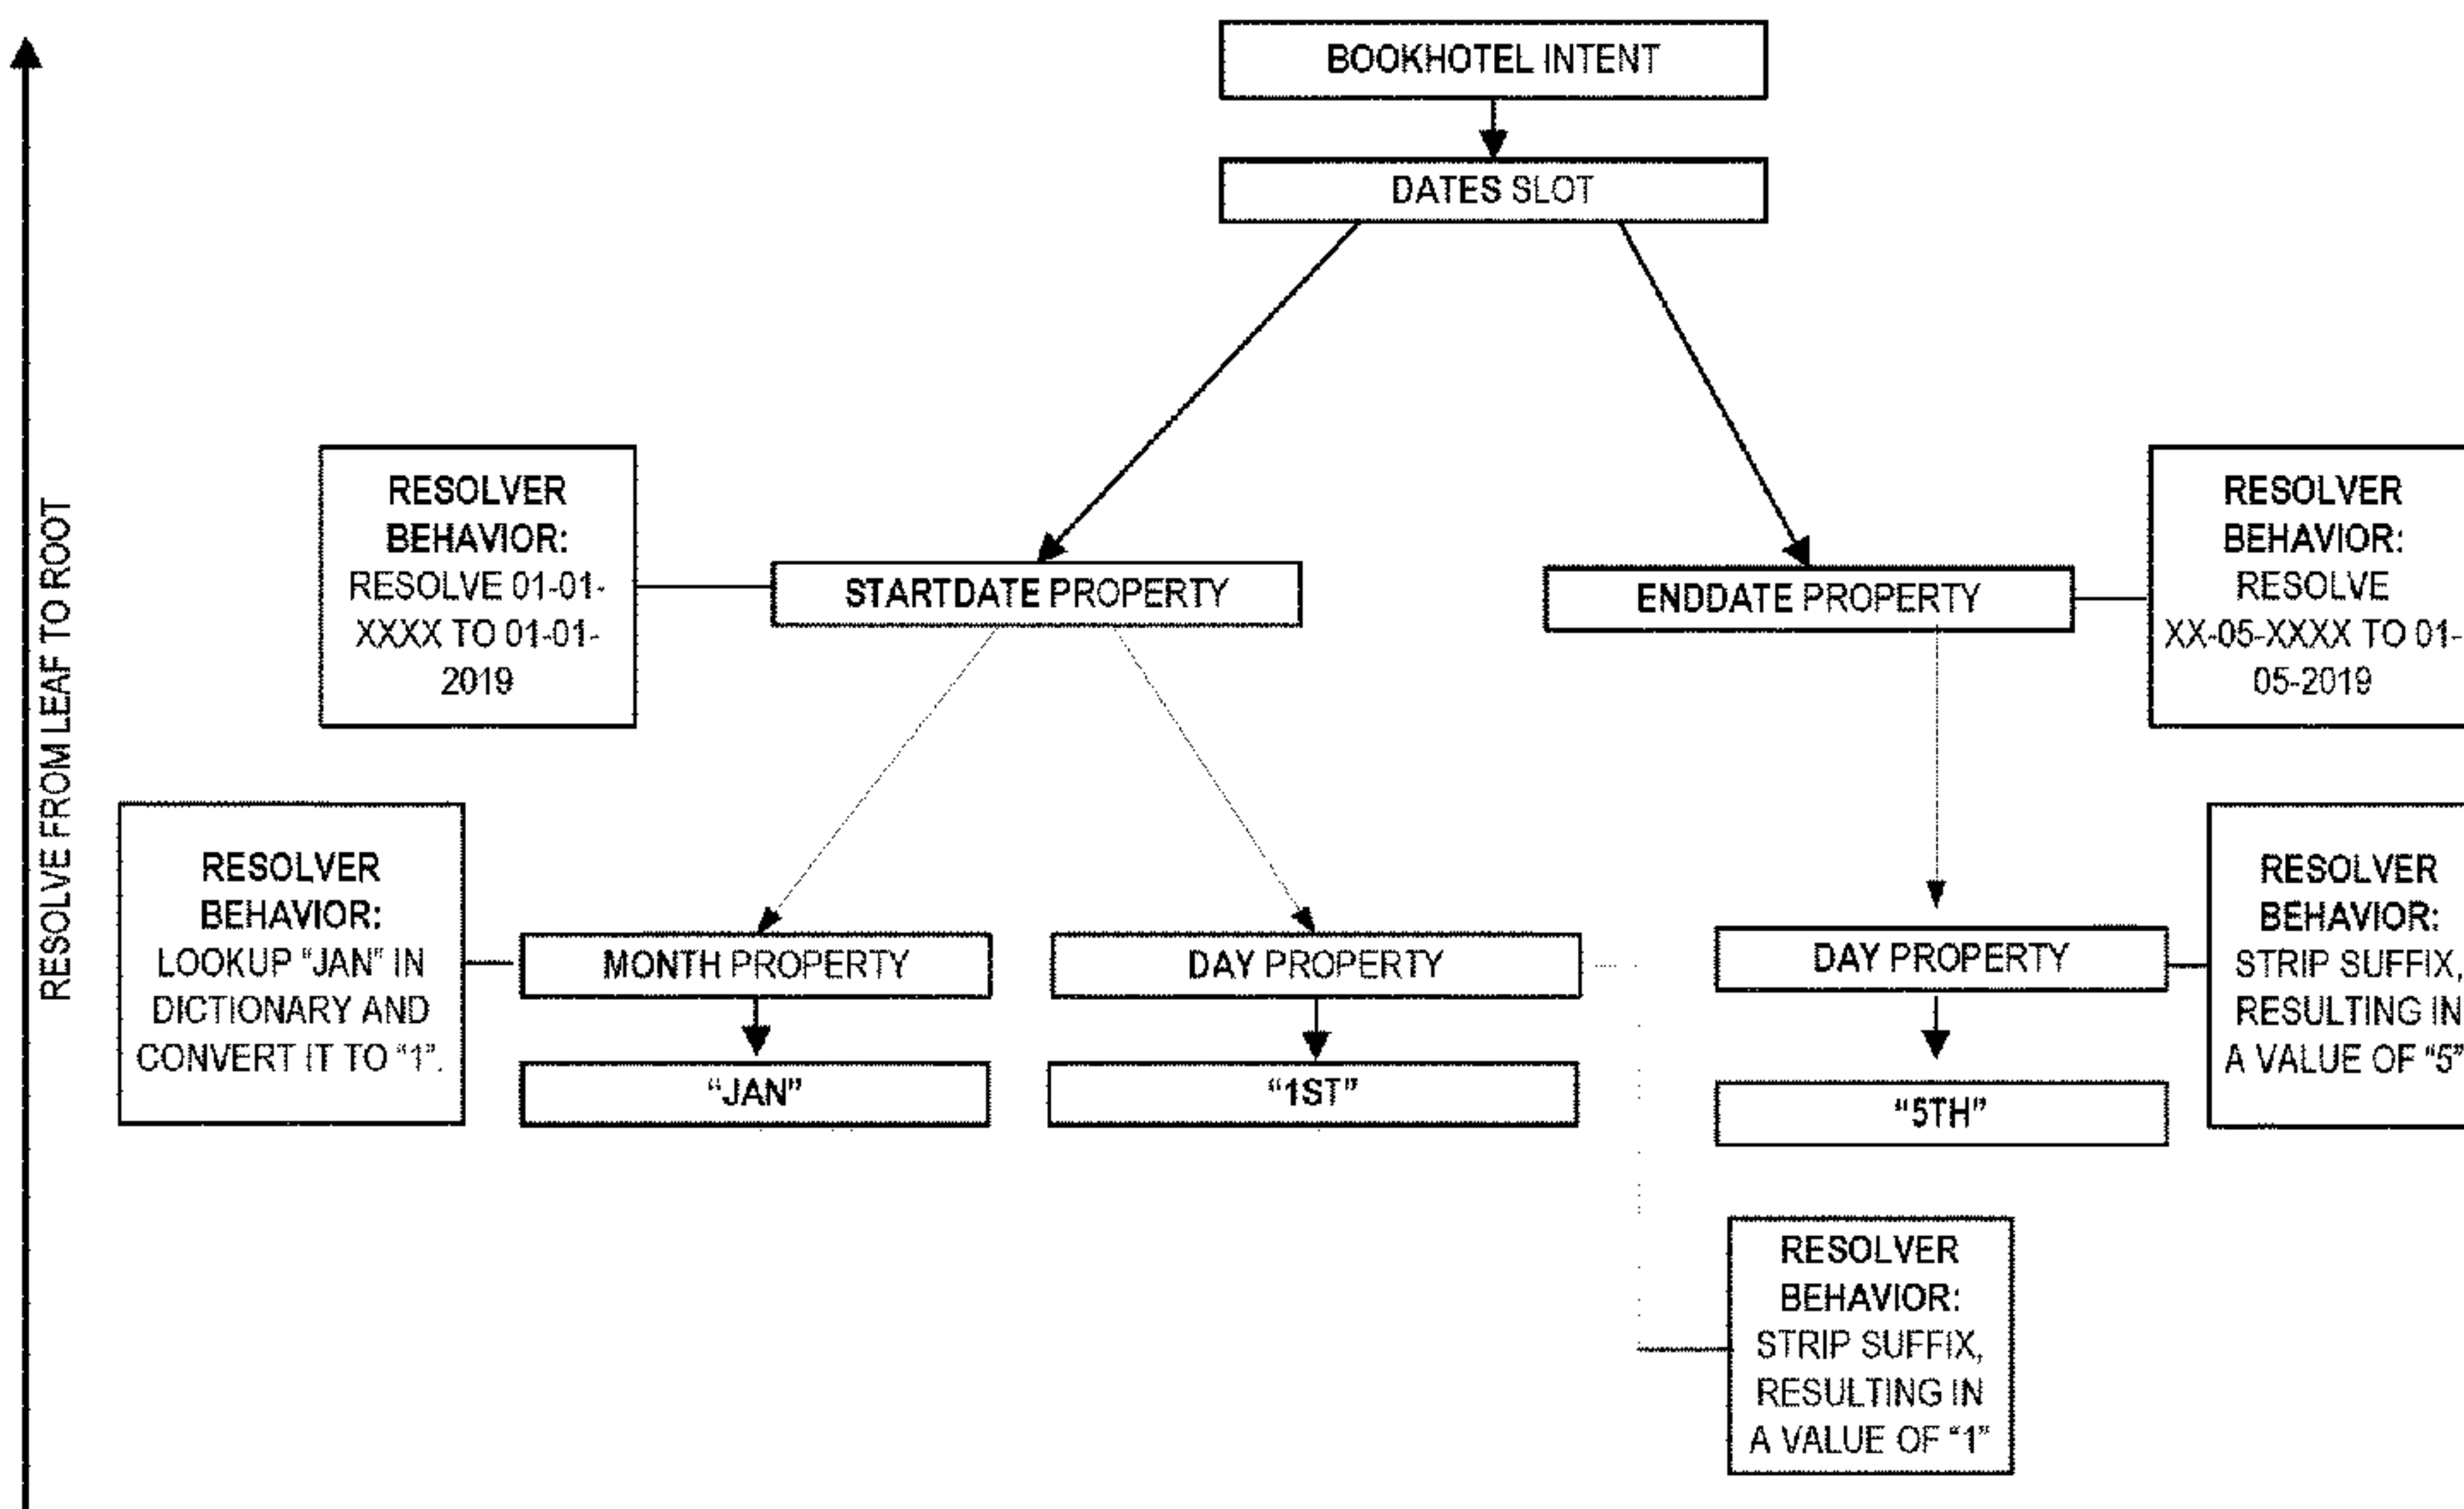 BOOKHOTEL INTENT
DATES SLOT
RESOLVE FROM LEAF TO ROOT
RESOLVER
BEHAVIOR:
RESOLVE 01-01-
XXXX TO 01-01-
2019
STARTDATE PROPERTY
ENDDATE PROPERTY
RESOLVER
BEHAVIOR:
RESOLVE
XX-05-XXXX TO 01-
05-2019
RESOLVER
BEHAVIOR:
LOOKUP “JAN” IN
DICTIONARY AND
CONVERT IT TO “1”.
MONTH PROPERTY
“JAN”
DAY PROPERTY
“1ST”
DAY PROPERTY
“5TH”
RESOLVER
BEHAVIOR:
STRIP SUFFIX,
RESULTING IN
A VALUE OF “5”
RESOLVER
BEHAVIOR:
STRIP SUFFIX,
RESULTING IN
A VALUE OF “1”